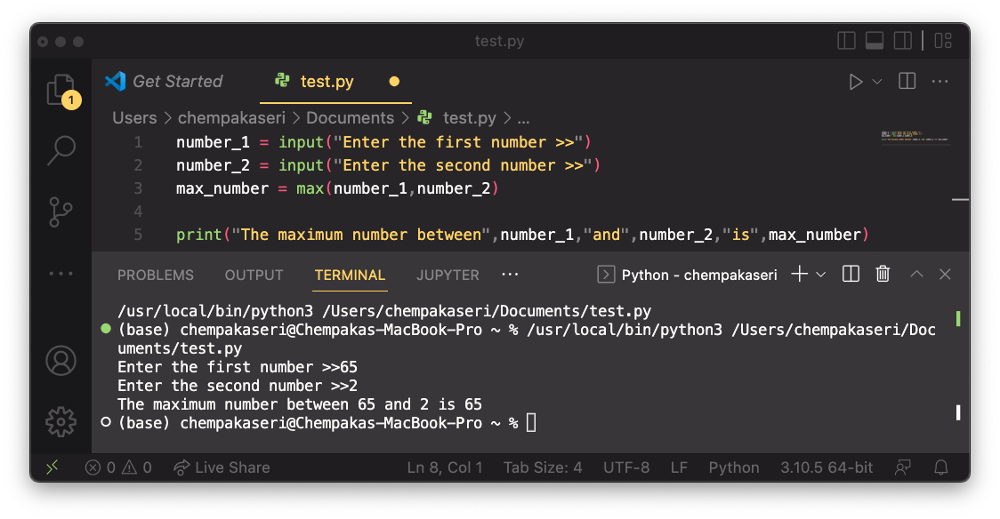 test.py
Get Started
test.py
1
Users > chempakaseri > Documents > test.py > ...
1 number_1 = input("Enter the first number >>")
2 number_2 = input("Enter the second number >>")
3 max_number = max(number_1,number_2)
4
5 print("The maximum number between",number_1,"and",number_2,"is",max_number)
PROBLEMS OUTPUT TERMINAL JUPYTER ··· Python - chempakaseri
/usr/local/bin/python3 /Users/chempakaseri/Documents/test.py
(base) chempakaseri@Chempakas-MacBook-Pro ~ % /usr/local/bin/python3 /Users/chempakaseri/Doc
uments/test.py
Enter the first number >>65
Enter the second number >>2
The maximum number between 65 and 2 is 65
(base) chempakaseri@Chempakas-MacBook-Pro ~ %
0 0 Live Share Ln 8, Col 1 Tab Size: 4 UTF-8 LF Python 3.10.5 64-bit